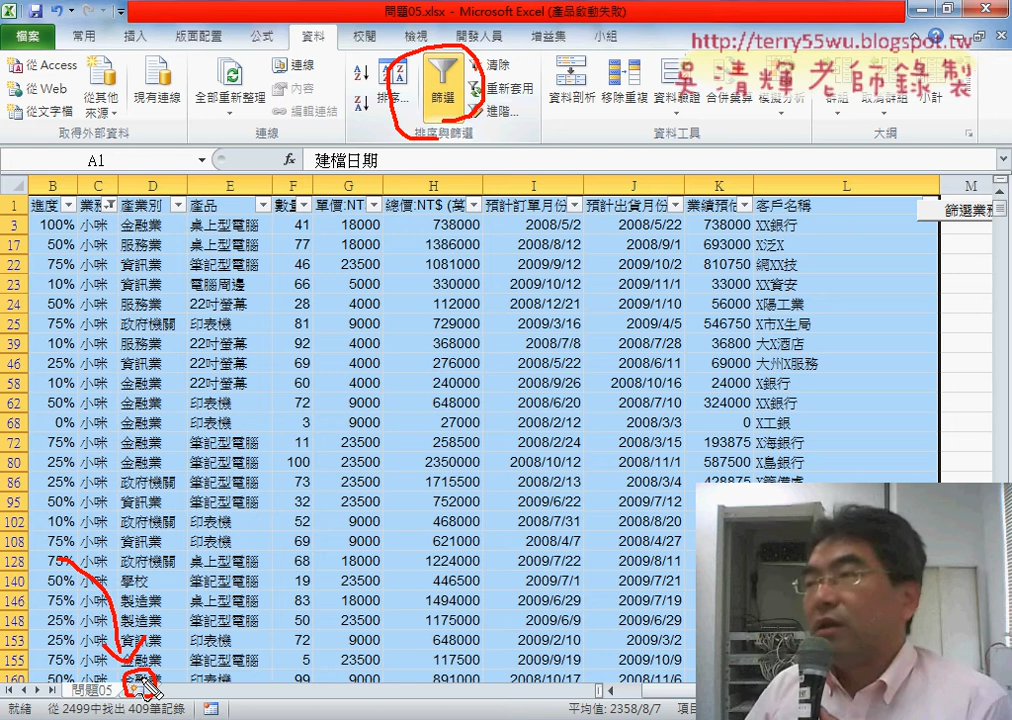 問題05.xlsx - Microsoft Excel (產品啟動失敗)
檔案 常用 插入 版面配置 公式 資料 校閱 檢視 開發人員 增益集 小組
http://terry55wu.blogspot.tw
吳清輝老師錄製
從 Access
從 Web
從文字檔
從其他來源
現有連線
全部重新整理
連線
內容
編輯連結
排序...
篩選
清除
重新套用
進階...
資料剖析 移除重複 資料驗證 合併彙算 模擬分析 群組 取消群組 小計
取得外部資料 連線 排序與篩選 資料工具 大綱
A1 fx 建檔日期
B C D E F G H I J K L M
1 進度 業務 產業別 產品 數量 單價:NT 總價:NT$ (萬 預計訂單月份 預計出貨月份 業績預估 客戶名稱
篩選業務
3 100% 小咪 金融業 桌上型電腦 41 18000 738000 2008/5/2 2008/5/22 738000 XX銀行
17 50% 小咪 服務業 桌上型電腦 77 18000 1386000 2008/8/12 2008/9/1 693000 X泛X
22 75% 小咪 資訊業 筆記型電腦 46 23500 1081000 2009/9/12 2009/10/2 810750 網XX技
23 10% 小咪 資訊業 電腦周邊 66 5000 330000 2009/10/12 2009/11/1 33000 XX資安
24 50% 小咪 服務業 22吋螢幕 28 4000 112000 2008/12/21 2009/1/10 56000 X陽工業
25 75% 小咪 政府機關 印表機 81 9000 729000 2009/3/16 2009/4/5 546750 X市X生局
39 10% 小咪 服務業 22吋螢幕 92 4000 368000 2008/7/8 2008/7/28 36800 大X酒店
46 25% 小咪 資訊業 22吋螢幕 69 4000 276000 2008/5/22 2008/6/11 69000 大州X服務
58 10% 小咪 金融業 22吋螢幕 60 4000 240000 2008/9/26 2008/10/16 24000 X銀行
62 50% 小咪 金融業 印表機 72 9000 648000 2008/6/20 2008/7/10 324000 XX銀行
68 0% 小咪 金融業 印表機 3 9000 27000 2008/2/12 2008/3/3 0 X工銀
72 75% 小咪 金融業 筆記型電腦 11 23500 258500 2008/2/24 2008/3/15 193875 X海銀行
80 25% 小咪 金融業 筆記型電腦 100 23500 2350000 2008/10/12 2008/11/1 587500 X島銀行
86 25% 小咪 政府機關 筆記型電腦 73 23500 1715500 2008/2/13 2008/3/4 428875
95 50% 小咪 資訊業 筆記型電腦 32 23500 752000 2009/6/22 2009/7/12
102 10% 小咪 政府機關 印表機 52 9000 468000 2008/7/31 2008/8/20
108 75% 小咪 資訊業 印表機 69 9000 621000 2008/4/7 2008/4/27
128 75% 小咪 政府機關 桌上型電腦 68 18000 1224000 2009/7/22 2009/8/11
140 50% 小咪 學校 筆記型電腦 19 23500 446500 2009/7/1 2009/7/21
146 75% 小咪 製造業 桌上型電腦 83 18000 1494000 2009/6/29 2009/7/19
148 25% 小咪 製造業 筆記型電腦 50 23500 1175000 2009/6/9 2009/6/29
153 25% 小咪 資訊業 印表機 72 9000 648000 2009/2/10 2009/3/2
155 75% 小咪 金融業 筆記型電腦 5 23500 117500 2009/9/19 2009/10/9
160 50% 小咪 金融業 印表機 99 9000 891000 2008/10/17 2008/11/6
問題05
就緒 從 2499中找出 409筆記錄 平均值: 2358/8/7 項目